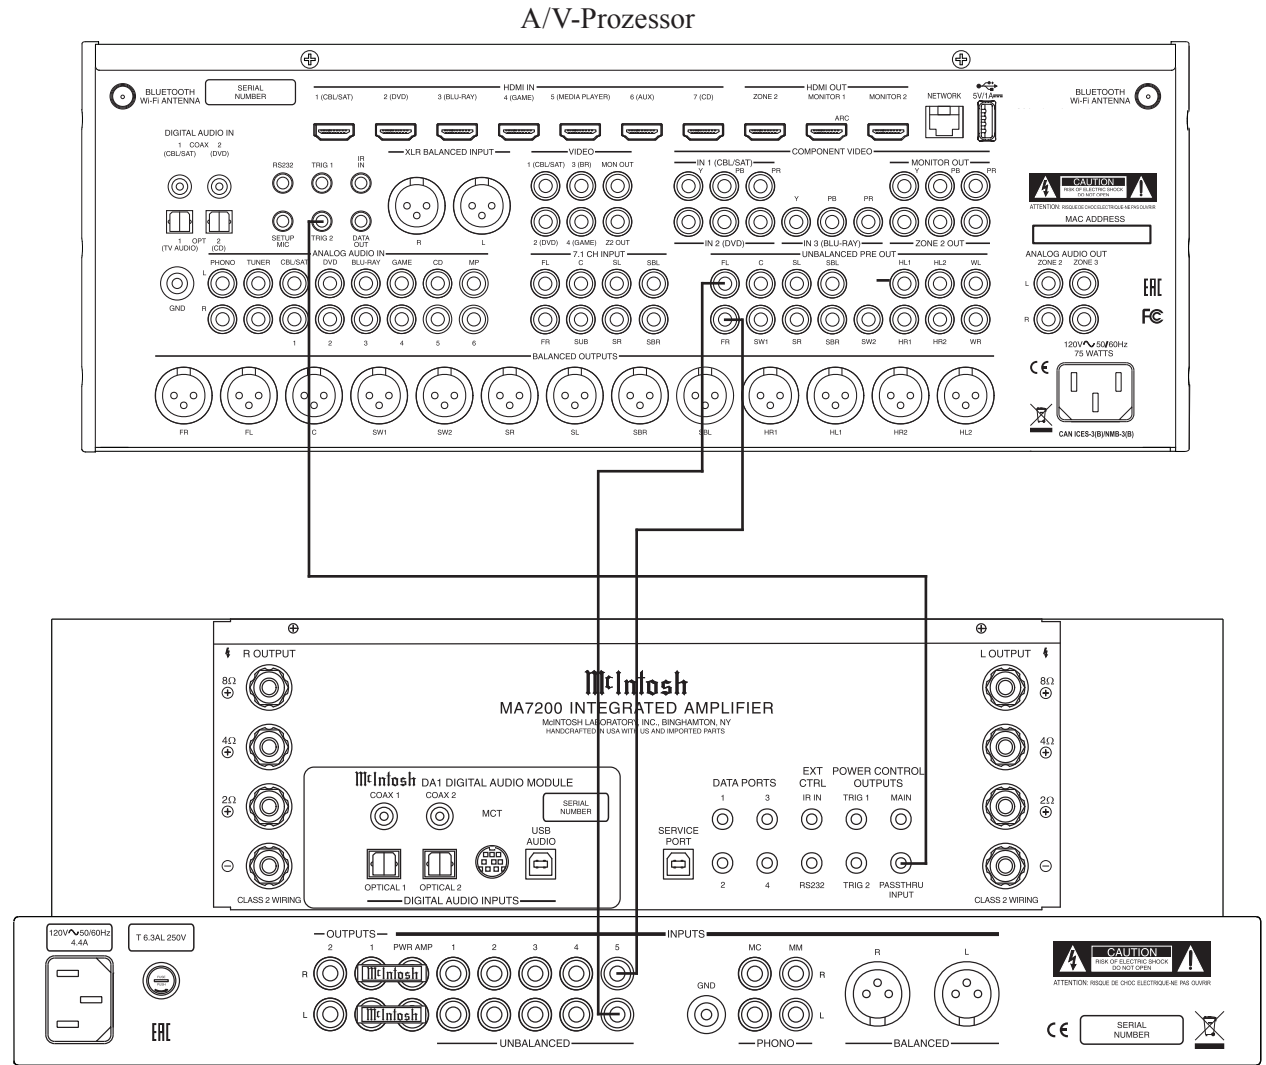 A/V-Prozessor
BLUETOOTH
Wi-Fi ANTENNA
SERIAL
NUMBER
HDMI IN
1 (CBL/SAT) 2 (DVD) 3 (BLU-RAY) 4 (GAME) 5 (MEDIA PLAYER) 6 (AUX) 7 (CD)
HDMI OUT
ZONE 2 MONITOR 1 MONITOR 2
ARC
NETWORK 5V/1A
BLUETOOTH
Wi-Fi ANTENNA
DIGITAL AUDIO IN
1 COAX 2
(CBL/SAT) (DVD)
RS232 TRIG 1 IR
IN
XLR BALANCED INPUT
R L
VIDEO
1 (CBL/SAT) 3 (BR) MON OUT
2 (DVD) 4 (GAME) Z2 OUT
COMPONENT VIDEO
IN 1 (CBL/SAT) MONITOR OUT
Y PB PR Y PB PR
Y PB PR
IN 2 (DVD) IN 3 (BLU-RAY) ZONE 2 OUT
CAUTION
RISK OF ELECTRIC SHOCK
DO NOT OPEN
ATTENTION: RISQUE DE CHOC ELECTRIQUE-NE PAS OUVRIR.
MAC ADDRESS
1 OPT 2
(TV AUDIO) (CD)
SETUP
MIC
TRIG 2 DATA
OUT
ANALOG AUDIO IN
PHONO TUNER CBL/SAT DVD BLU-RAY GAME CD MP
L
R
GND
1 2 3 4 5 6
7.1 CH INPUT
FL C SL SBL
FR SUB SR SBR
UNBALANCED PRE OUT
FL C SL SBL HL1 HL2 WL
FR SW1 SR SBR SW2 HR1 HR2 WR
ANALOG AUDIO OUT
ZONE 2 ZONE 3
L
R
EAC
FC
120V 50/60Hz
75 WATTS
CE
CAN ICES-3(B)/NMB-3(B)
BALANCED OUTPUTS
FR FL C SW1 SW2 SR SL SBR SBL HR1 HL1 HR2 HL2
R OUTPUT
8Ω
4Ω
2Ω
CLASS 2 WIRING
McIntosh
MA7200 INTEGRATED AMPLIFIER
McINTOSH LABORATORY, INC., BINGHAMTON, NY
HANDCRAFTED IN USA WITH US AND IMPORTED PARTS
L OUTPUT
8Ω
4Ω
2Ω
CLASS 2 WIRING
McIntosh DA1 DIGITAL AUDIO MODULE
COAX 1 COAX 2
MCT
SERIAL
NUMBER
USB
AUDIO
OPTICAL 1 OPTICAL 2
DIGITAL AUDIO INPUTS
SERVICE
PORT
DATA PORTS
1 3
2 4
EXT
CTRL
IR IN
RS232
POWER CONTROL
OUTPUTS
TRIG 1 MAIN
TRIG 2 PASSTHRU
INPUT
120V 50/60Hz
4.4A
T 6.3AL 250V
EAC
OUTPUTS INPUTS
2 1 PWR AMP 1 2 3 4 5
R
McIntosh
L
McIntosh
UNBALANCED
GND
MC MM
R
L
PHONO
R L
BALANCED
CAUTION
RISK OF ELECTRIC SHOCK
DO NOT OPEN
ATTENTION: RISQUE DE CHOC ELECTRIQUE-NE PAS OUVRIR.
CE
SERIAL
NUMBER